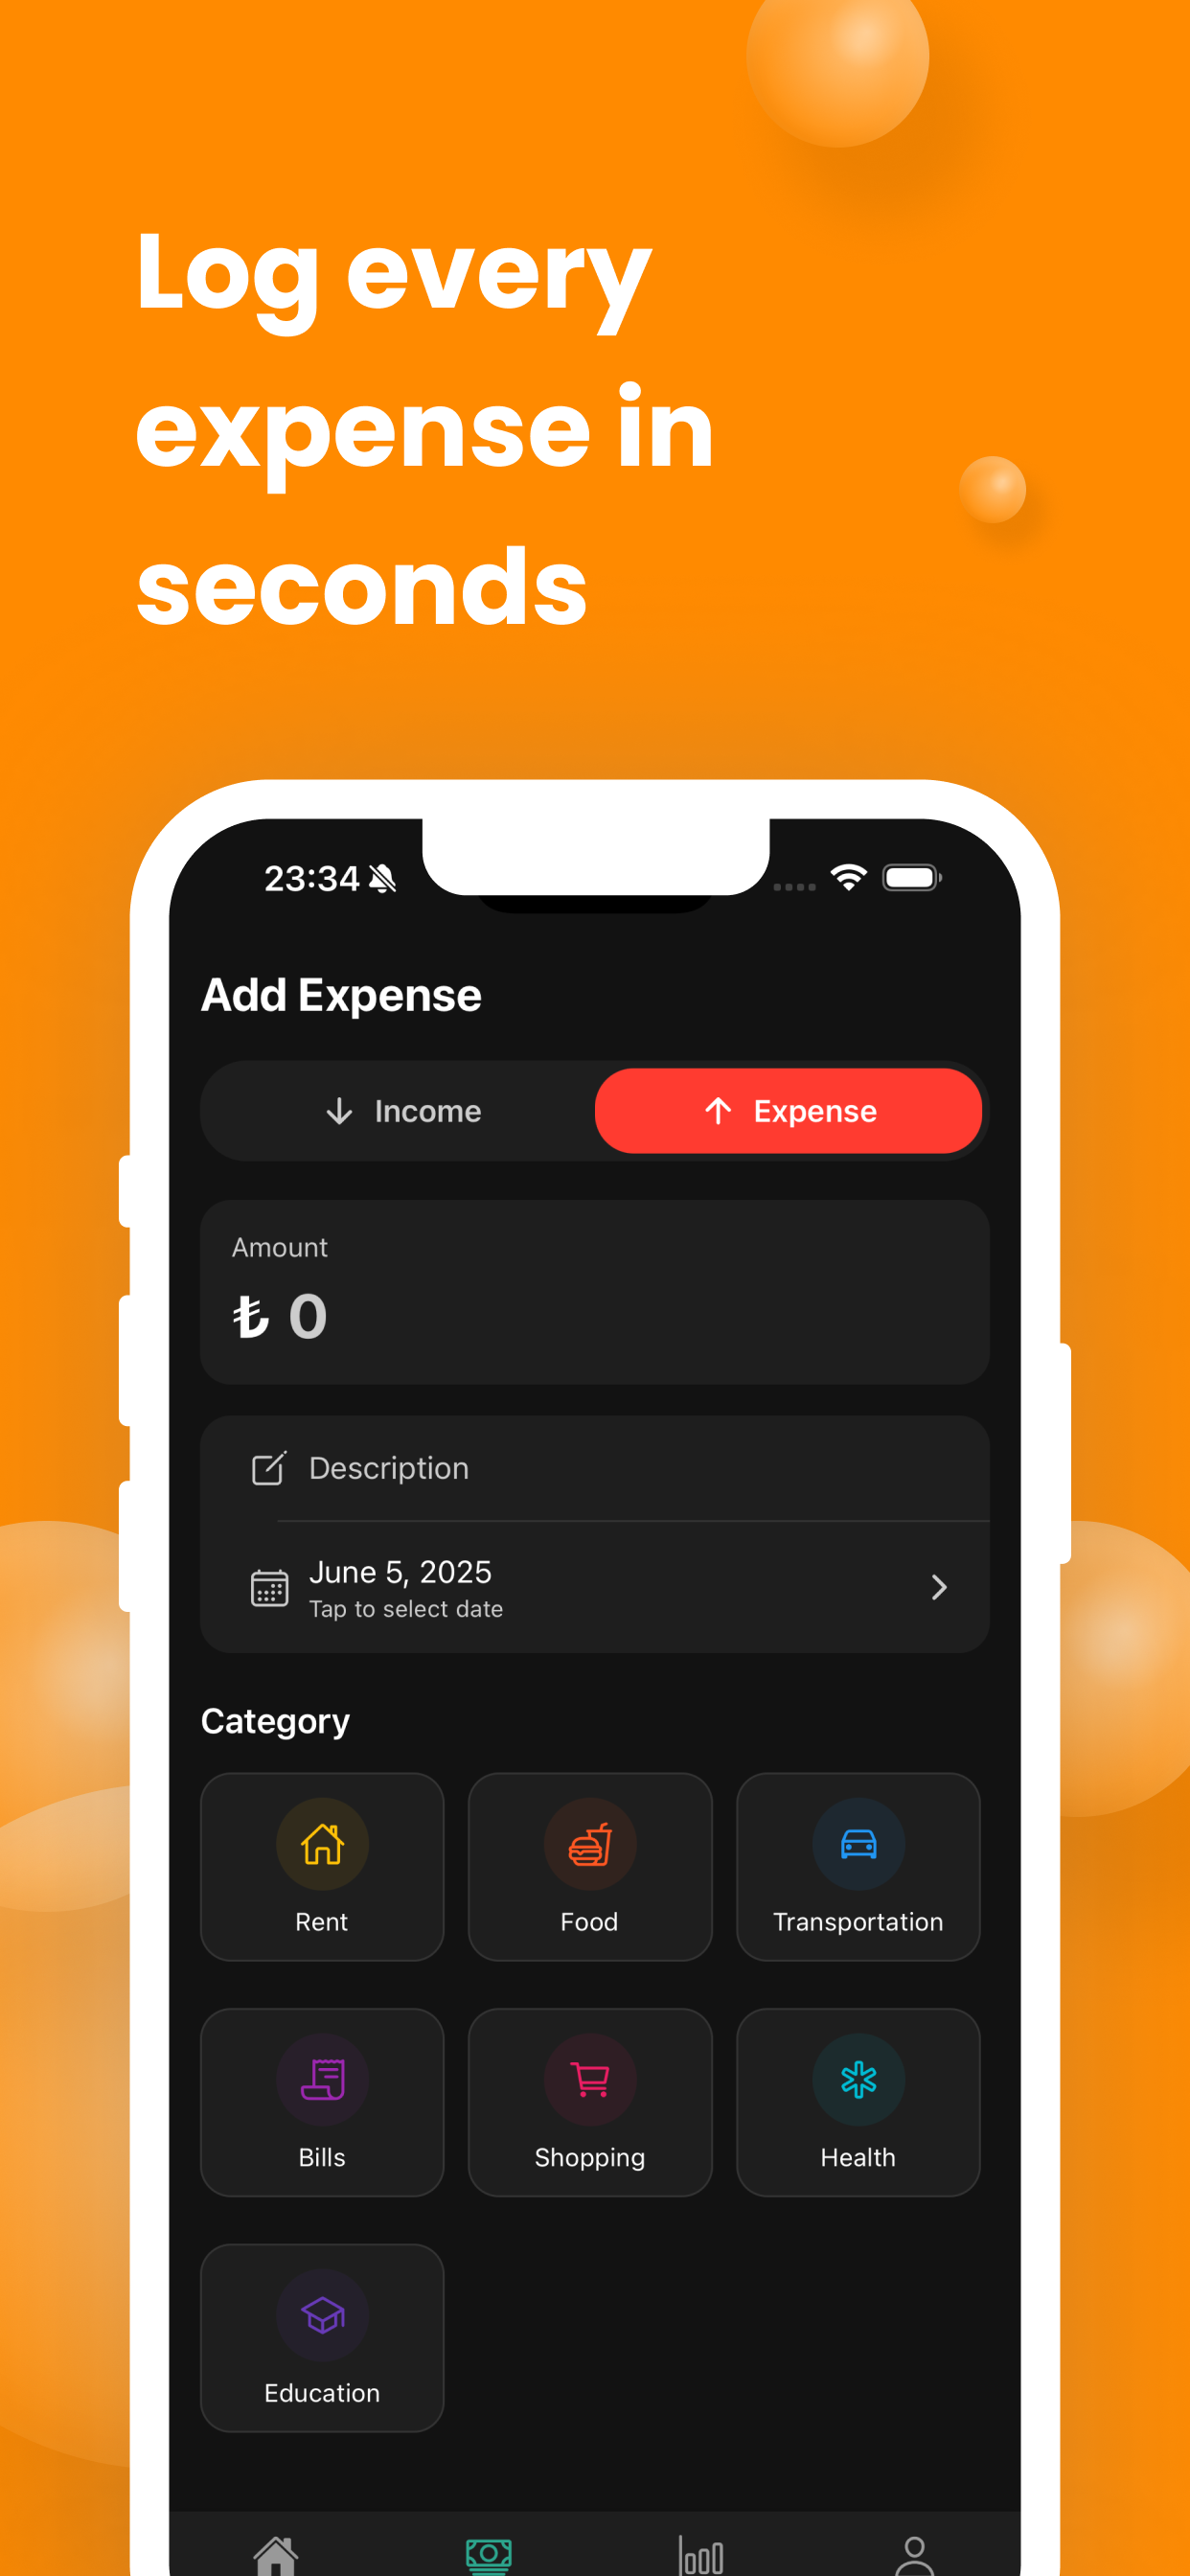 Log every
expense in
seconds
23:34
Add Expense
Income
Expense
Amount
₺ 0
Description
June 5, 2025
Tap to select date
Category
Rent
Food
Transportation
Bills
Shopping
Health
Education